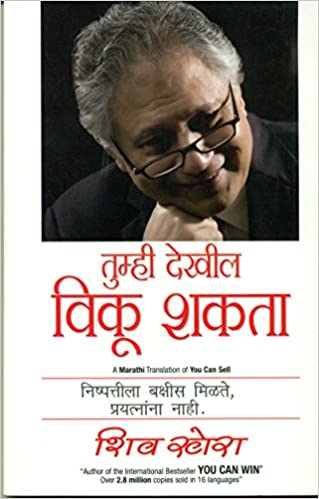 तुम्ही देखील
विकू शकता
A Marathi Translation of You Can Sell
निष्पत्तीला बक्षीस मिळते,
प्रयत्नांना नाही.
शिव खेरा
"Author of the International Bestseller YOU CAN WIN"
Over 2.8 million copies sold in 16 languages"